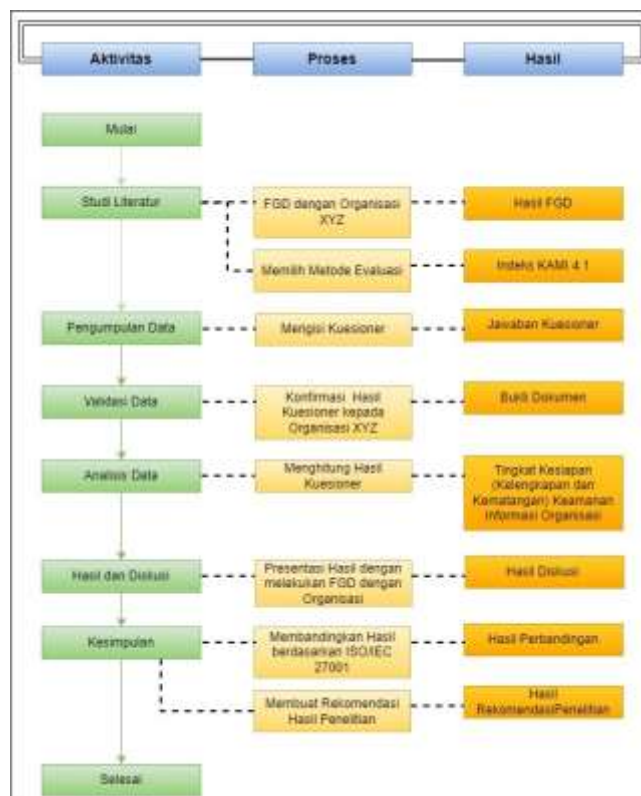 Aktivitas
Proses
Hasil
Mulai
Studi Literatur
FGD dengan Organisasi
XYZ
Hasil FGD
Memilih Metode Evaluasi
Indeks KAMI 4.1
Pengumpulan Data
Mengisi Kuesioner
Jawaban Kuesioner
Validasi Data
Konfirmasi Hasil
Kuesioner kepada
Organisasi XYZ
Bukti Dokumen
Analisis Data
Menghitung Hasil
Kuesioner
Tingkat Kesiapan
(Kelengkapan dan
Kematangan) Keamanan
Informasi Organisasi
Hasil dan Diskusi
Presentasi Hasil dengan
melakukan FGD dengan
Organisasi
Hasil Diskusi
Kesimpulan
Membandingkan Hasil
berdasarkan ISO/IEC
27001
Hasil Perbandingan
Membuat Rekomendasi
Hasil Penelitian
Hasil
RekomendasiPenelitian
Selesai